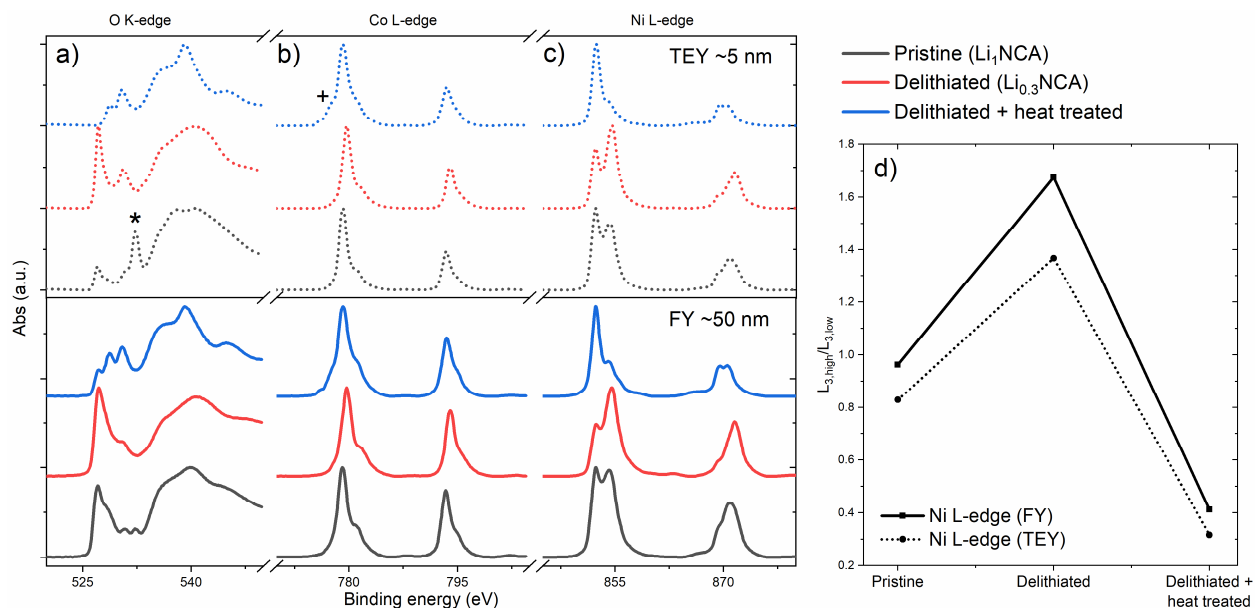 O K-edge
Co L-edge
Ni L-edge
a)
b)
c)
TEY ~5 nm
+
*
FY ~50 nm
Abs (a.u.)
525
540
780
795
855
870
Binding energy (eV)
Pristine (Li₁NCA)
Delithiated (Li₀.₃NCA)
Delithiated + heat treated
d)
1.8
1.6
1.4
1.2
1.0
0.8
0.6
0.4
0.2
L₃,high/L₃,low
Ni L-edge (FY)
Ni L-edge (TEY)
Pristine
Delithiated
Delithiated +
heat treated